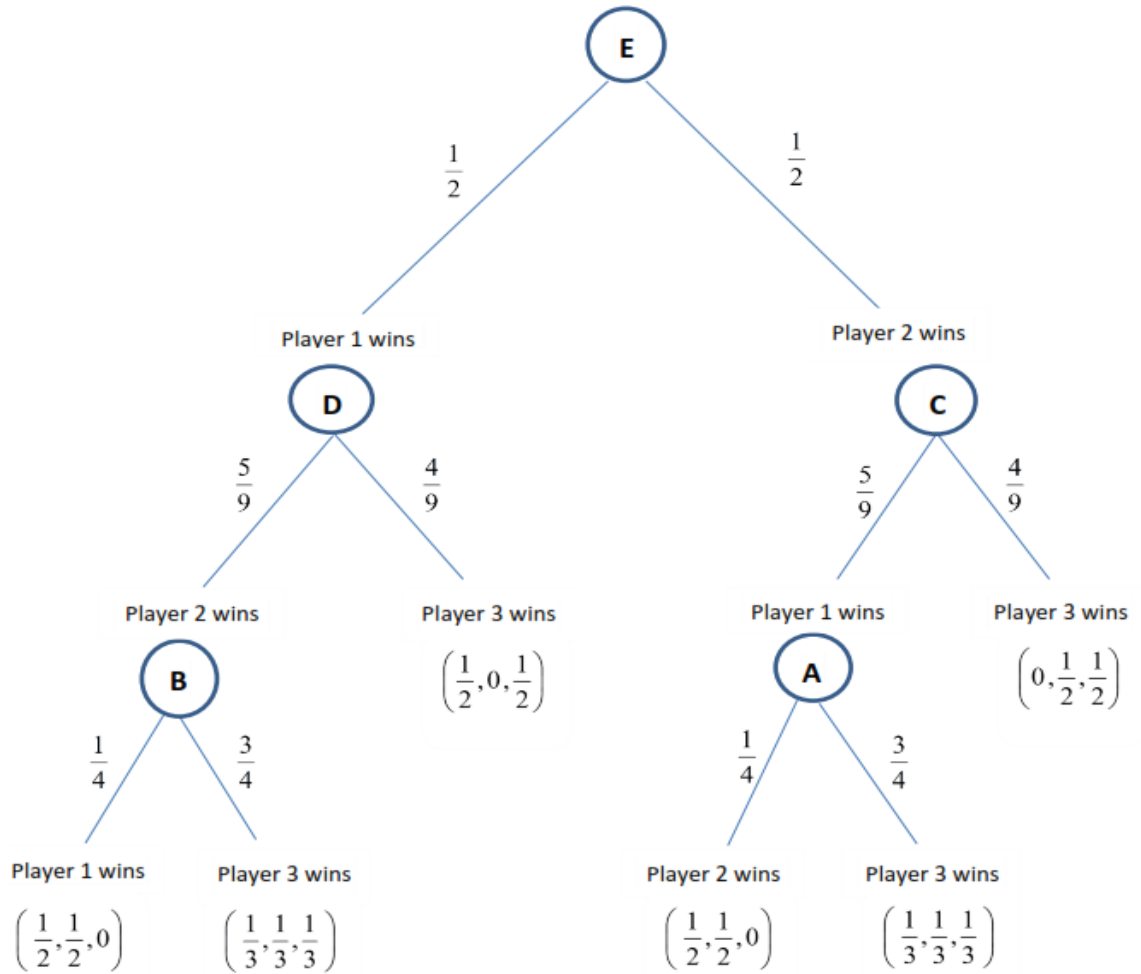 E
1/2 1/2
Player 1 wins Player 2 wins
D C
5/9 4/9 5/9 4/9
Player 2 wins Player 3 wins Player 1 wins Player 3 wins
B (1/2, 0, 1/2) A (0, 1/2, 1/2)
1/4 3/4 1/4 3/4
Player 1 wins Player 3 wins Player 2 wins Player 3 wins
(1/2, 1/2, 0) (1/3, 1/3, 1/3) (1/2, 1/2, 0) (1/3, 1/3, 1/3)